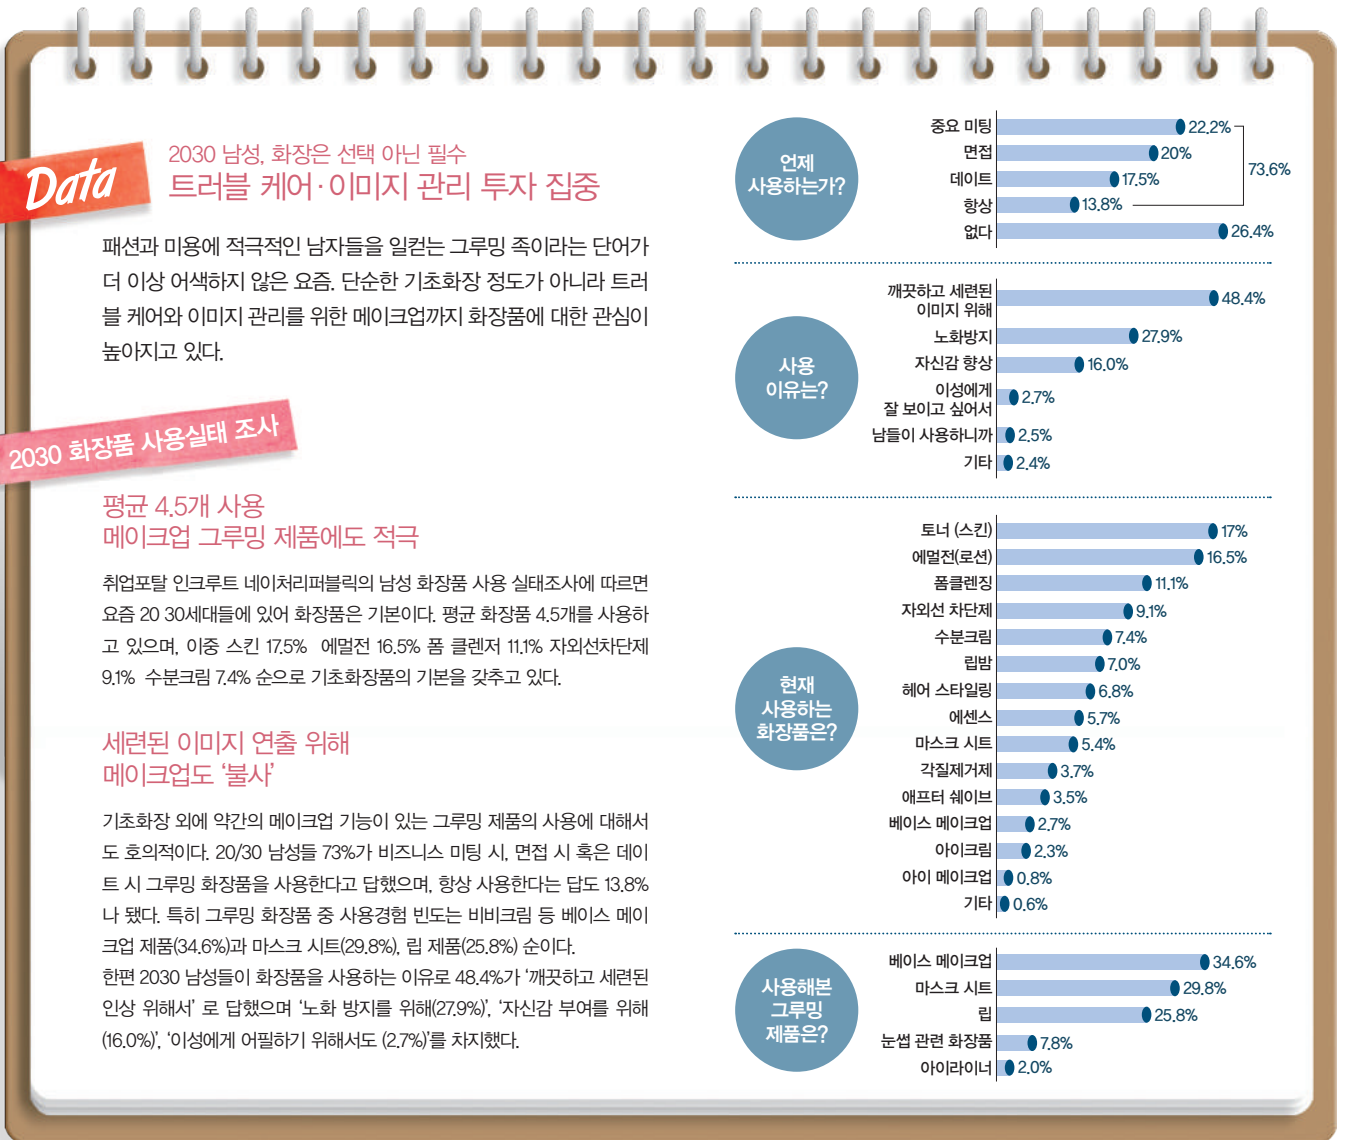 Data
2030 남성, 화장은 선택 아닌 필수
트러블 케어·이미지 관리 투자 집중
패션과 미용에 적극적인 남자들을 일컫는 그루밍 족이라는 단어가
더 이상 어색하지 않은 요즘. 단순한 기초화장 정도가 아니라 트러
블 케어와 이미지 관리를 위한 메이크업까지 화장품에 대한 관심이
높아지고 있다.
2030 화장품 사용실태 조사
평균 4.5개 사용
메이크업 그루밍 제품에도 적극
취업포탈 인크루트 네이처리퍼블릭의 남성 화장품 사용 실태조사에 따르면
요즘 20 30세대들에 있어 화장품은 기본이다. 평균 화장품 4.5개를 사용하
고 있으며, 이중 스킨 17.5% 에멀전 16.5% 폼 클렌저 11.1% 자외선차단제
9.1% 수분크림 7.4% 순으로 기초화장품의 기본을 갖추고 있다.
세련된 이미지 연출 위해
메이크업도 ‘불사’
기초화장 외에 약간의 메이크업 기능이 있는 그루밍 제품의 사용에 대해서
도 호의적이다. 20/30 남성들 73%가 비즈니스 미팅 시, 면접 시 혹은 데이
트 시 그루밍 화장품을 사용한다고 답했으며, 항상 사용한다는 답도 13.8%
나 됐다. 특히 그루밍 화장품 중 사용경험 빈도는 비비크림 등 베이스 메이
크업 제품(34.6%)과 마스크 시트(29.8%), 립 제품(25.8%) 순이다.
한편 2030 남성들이 화장품을 사용하는 이유로 48.4%가 ‘깨끗하고 세련된
인상 위해서’ 로 답했으며 ‘노화 방지를 위해(27.9%)’, ‘자신감 부여를 위해
(16.0%)’, ‘이성에게 어필하기 위해서도 (2.7%)’를 차지했다.
언제
사용하는가?
중요 미팅 22.2%
면접 20%
데이트 17.5%
항상 13.8%
없다 26.4%
73.6%
사용
이유는?
깨끗하고 세련된
이미지 위해 48.4%
노화방지 27.9%
자신감 향상 16.0%
이성에게
잘 보이고 싶어서 2.7%
남들이 사용하니까 2.5%
기타 2.4%
현재
사용하는
화장품은?
토너 (스킨) 17%
에멀전(로션) 16.5%
폼클렌징 11.1%
자외선 차단제 9.1%
수분크림 7.4%
립밤 7.0%
헤어 스타일링 6.8%
에센스 5.7%
마스크 시트 5.4%
각질제거제 3.7%
애프터 쉐이브 3.5%
베이스 메이크업 2.7%
아이크림 2.3%
아이 메이크업 0.8%
기타 0.6%
사용해본
그루밍
제품은?
베이스 메이크업 34.6%
마스크 시트 29.8%
립 25.8%
눈썹 관련 화장품 7.8%
아이라이너 2.0%